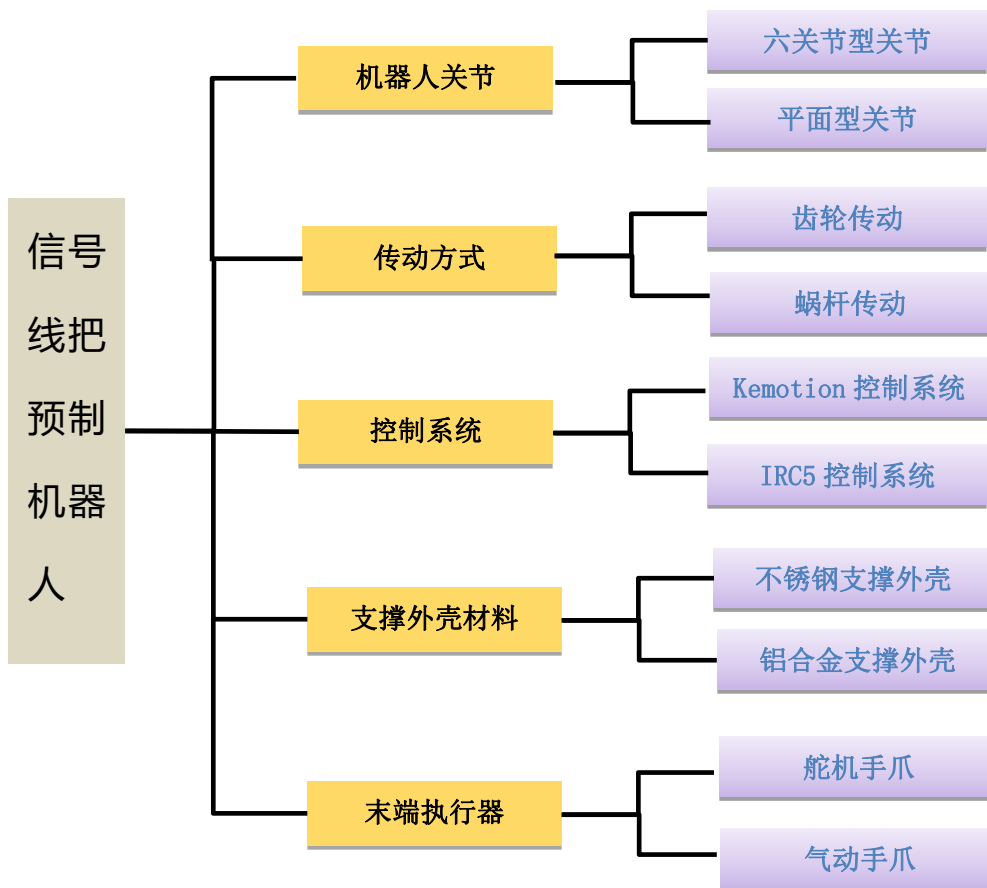 信号
线把
预制
机器
人
机器人关节
六关节型关节
平面型关节
传动方式
齿轮传动
蜗杆传动
控制系统
Kemotion 控制系统
IRC5 控制系统
支撑外壳材料
不锈钢支撑外壳
铝合金支撑外壳
末端执行器
舵机手爪
气动手爪